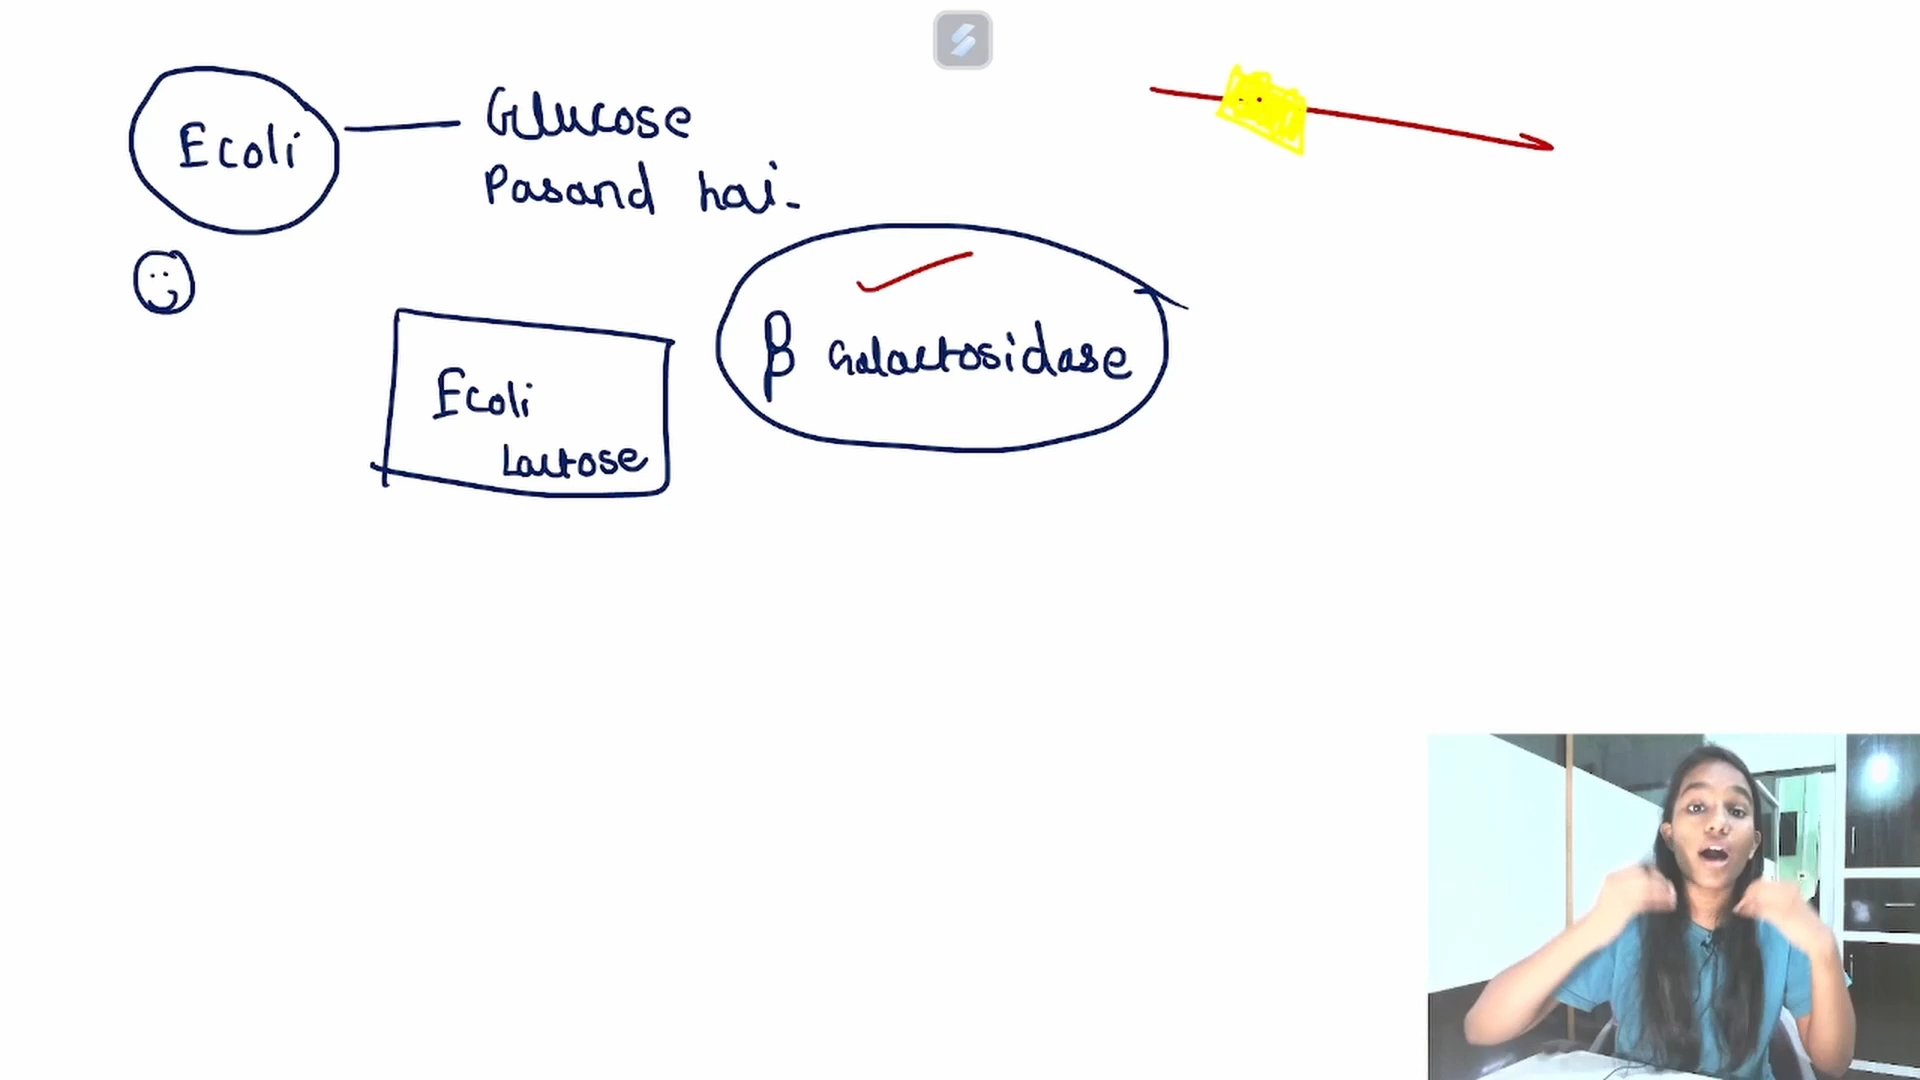 Ecoli
Glucose
Pasand hai-
β Galactosidase
Ecoli
Lactose